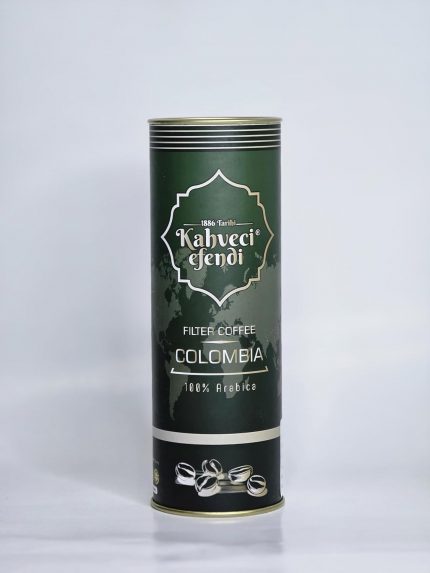 1886 Tarihi
Kahveci®
efendi
FILTER COFFEE
COLOMBIA
100% Arabica